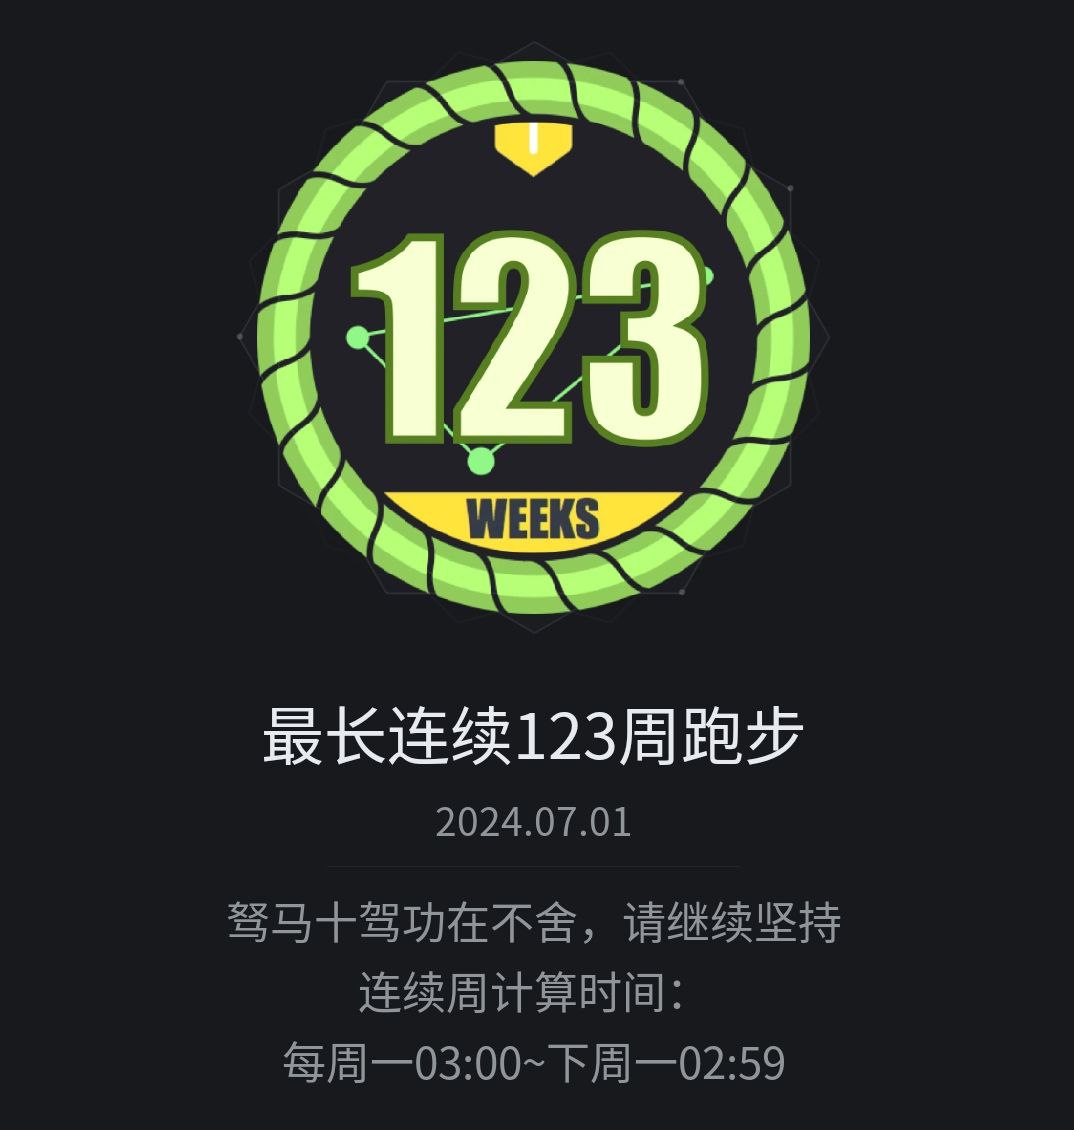 123
WEEKS
最长连续123周跑步
2024.07.01
驽马十驾功在不舍，请继续坚持
连续周计算时间：
每周一03:00~下周一02:59